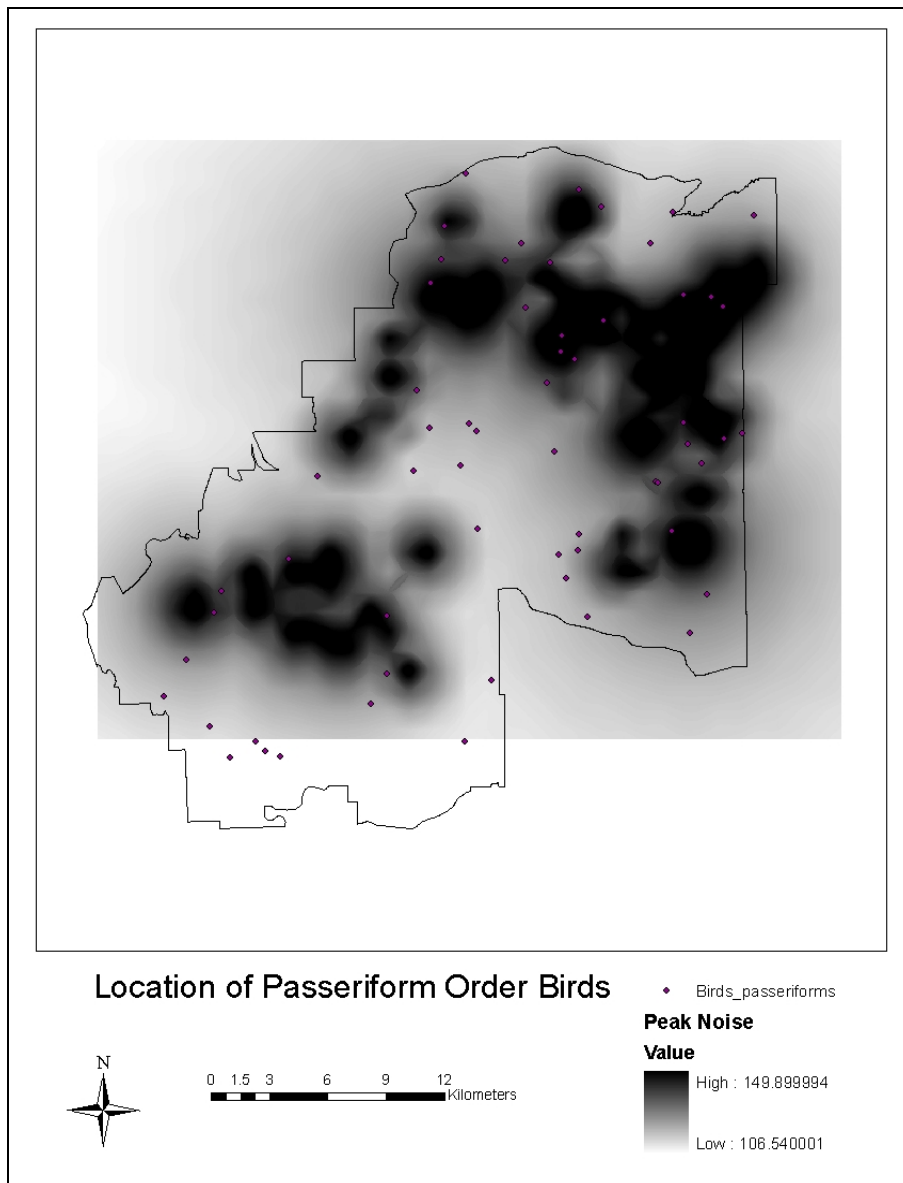 Location of Passeriform Order Birds
Birds_passeriforms
Peak Noise
Value
High : 149.899994
Low : 106.540001
N
0 1.5 3 6 9 12
Kilometers